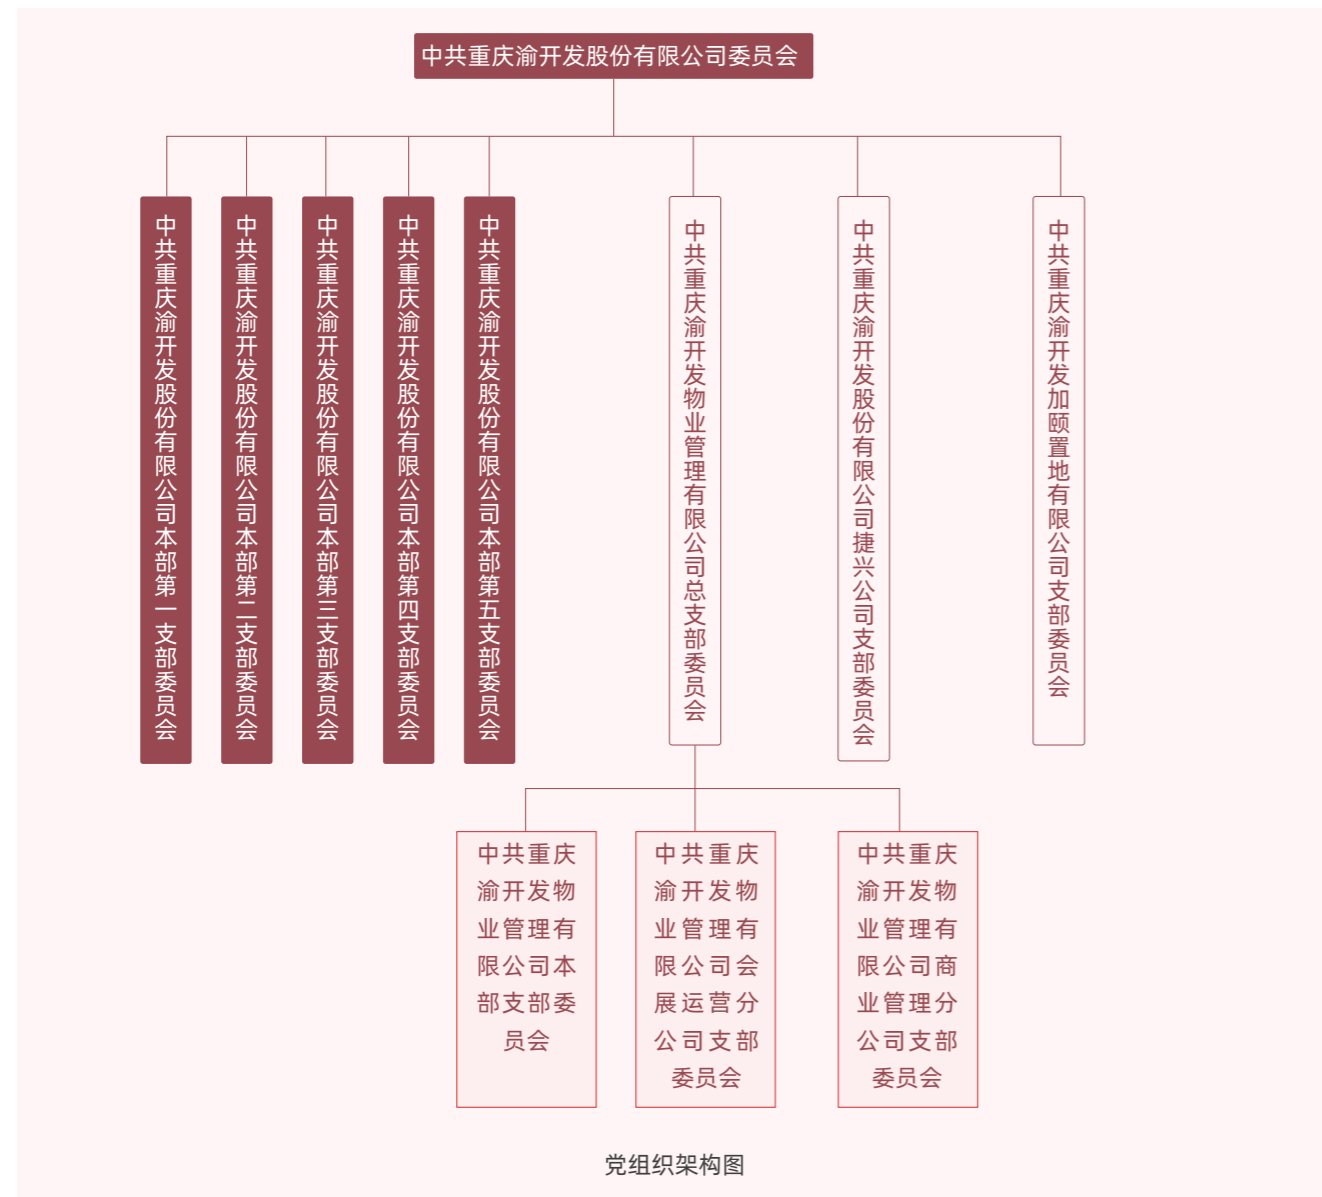 中共重庆渝开发股份有限公司委员会
中共重庆渝开发股份有限公司本部第一支部委员会
中共重庆渝开发股份有限公司本部第二支部委员会
中共重庆渝开发股份有限公司本部第三支部委员会
中共重庆渝开发股份有限公司本部第四支部委员会
中共重庆渝开发股份有限公司本部第五支部委员会
中共重庆渝开发物业管理有限公司总支部委员会
中共重庆渝开发股份有限公司捷兴公司支部委员会
中共重庆渝开发加颐置地有限公司支部委员会
中共重庆
渝开发物
业管理有
限公司本
部支部委
员会
中共重庆
渝开发物
业管理有
限公司会
展运营分
公司支部
委员会
中共重庆
渝开发物
业管理有
限公司商
业管理分
公司支部
委员会
党组织架构图